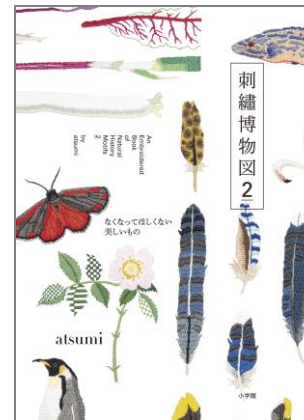 刺繍博物図2
An
Embroidered
Book
of
Natural
History
Motifs
2
by
atsumi
なくなってほしくない
美しいもの
atsumi
小学館